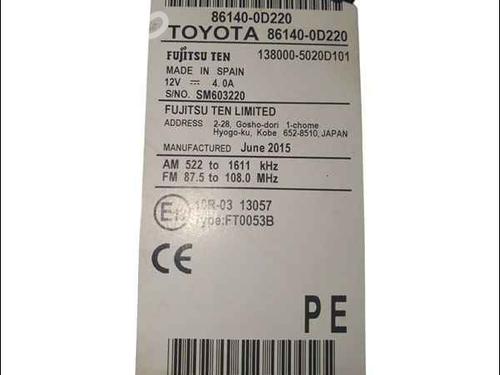 86140-0D220
TOYOTA 86140-0D220
FUJITSU TEN 138000-5020D101
MADE IN SPAIN
12V ⎓ 4.0A
S/NO. SM603220
FUJITSU TEN LIMITED
ADDRESS 2-28, Gosho-dori 1-chome
Hyogo-ku, Kobe 652-8510, JAPAN
MANUFACTURED June 2015
AM 522 to 1611 kHz
FM 87.5 to 108.0 MHz
10R-03 13057
Type:FT0053B
CE
PE